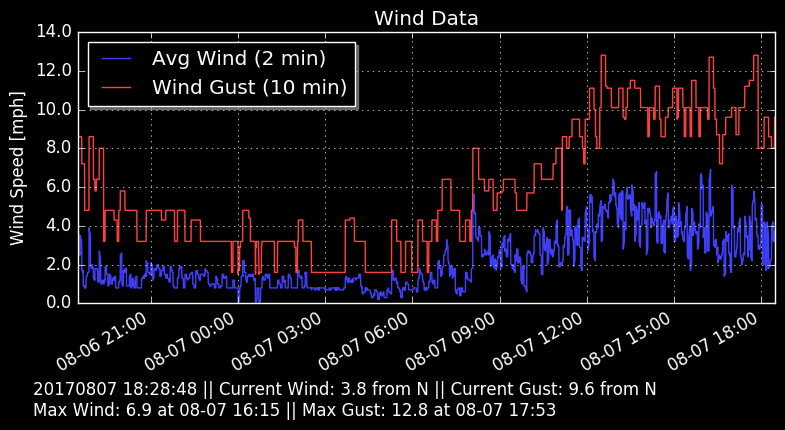 Wind Data
14.0
12.0
10.0
8.0
6.0
4.0
2.0
0.0
Wind Speed [mph]
Avg Wind (2 min)
Wind Gust (10 min)
08-06 21:00
08-07 00:00
08-07 03:00
08-07 06:00
08-07 09:00
08-07 12:00
08-07 15:00
08-07 18:00
20170807 18:28:48 || Current Wind: 3.8 from N || Current Gust: 9.6 from N
Max Wind: 6.9 at 08-07 16:15 || Max Gust: 12.8 at 08-07 17:53